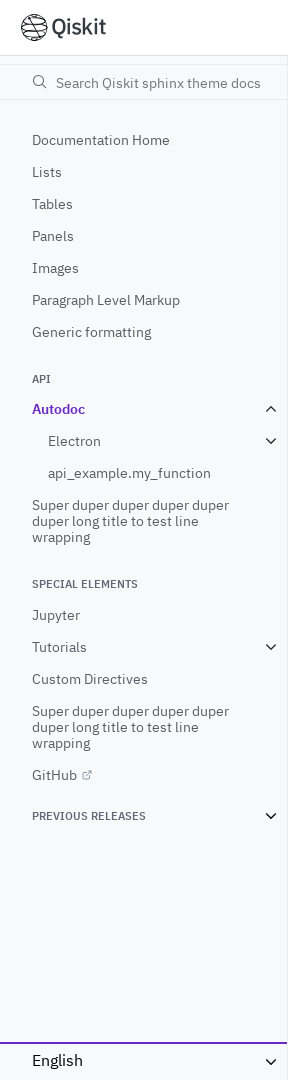 Qiskit
Search Qiskit sphinx theme docs
Documentation Home
Lists
Tables
Panels
Images
Paragraph Level Markup
Generic formatting
API
Autodoc
Electron
api_example.my_function
Super duper duper duper duper
duper long title to test line
wrapping
SPECIAL ELEMENTS
Jupyter
Tutorials
Custom Directives
Super duper duper duper duper
duper long title to test line
wrapping
GitHub
PREVIOUS RELEASES
English